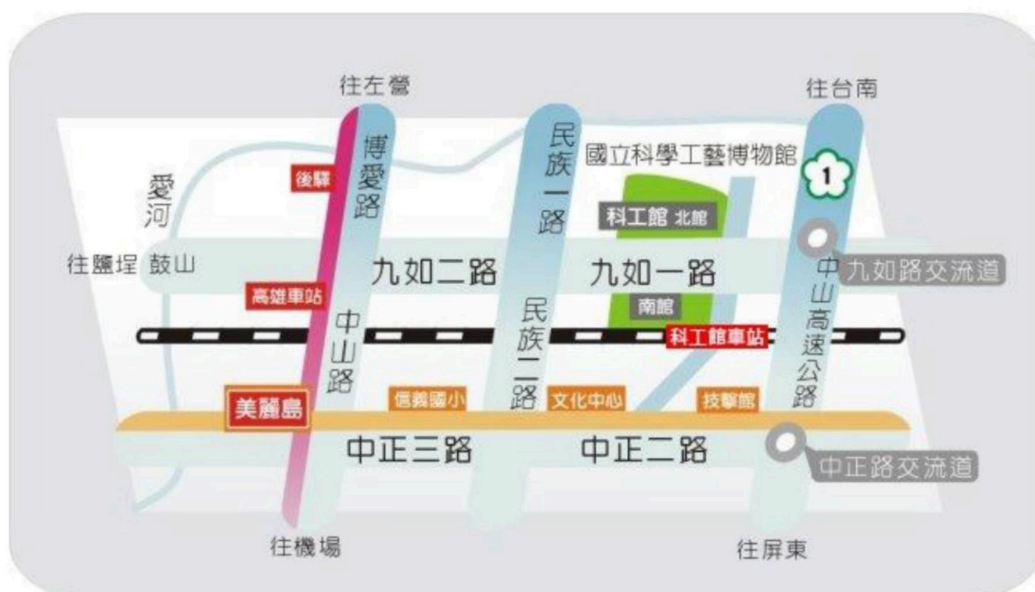 往左營
往台南
博愛路
民族一路
國立科學工藝博物館
1
後驛
愛河
科工館 北館
往鹽埕 鼓山
九如二路
九如一路
九如路交流道
高雄車站
南館
中山路
民族二路
科工館車站
中山高速公路
美麗島
信義國小
文化中心
技擊館
中正三路
中正二路
中正路交流道
往機場
往屏東